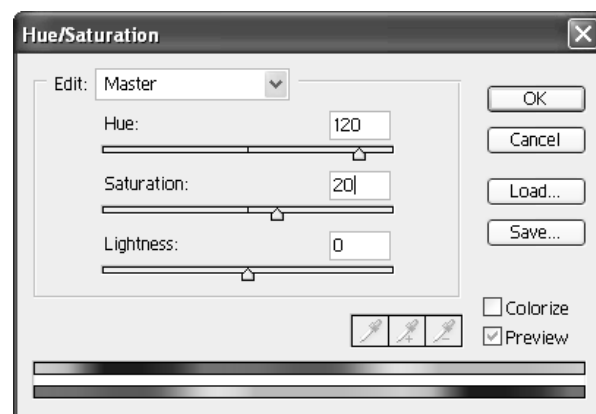 Hue/Saturation
Edit: Master
OK
Hue: 120
Cancel
Saturation: 20
Load...
Lightness: 0
Save...
Colorize
Preview